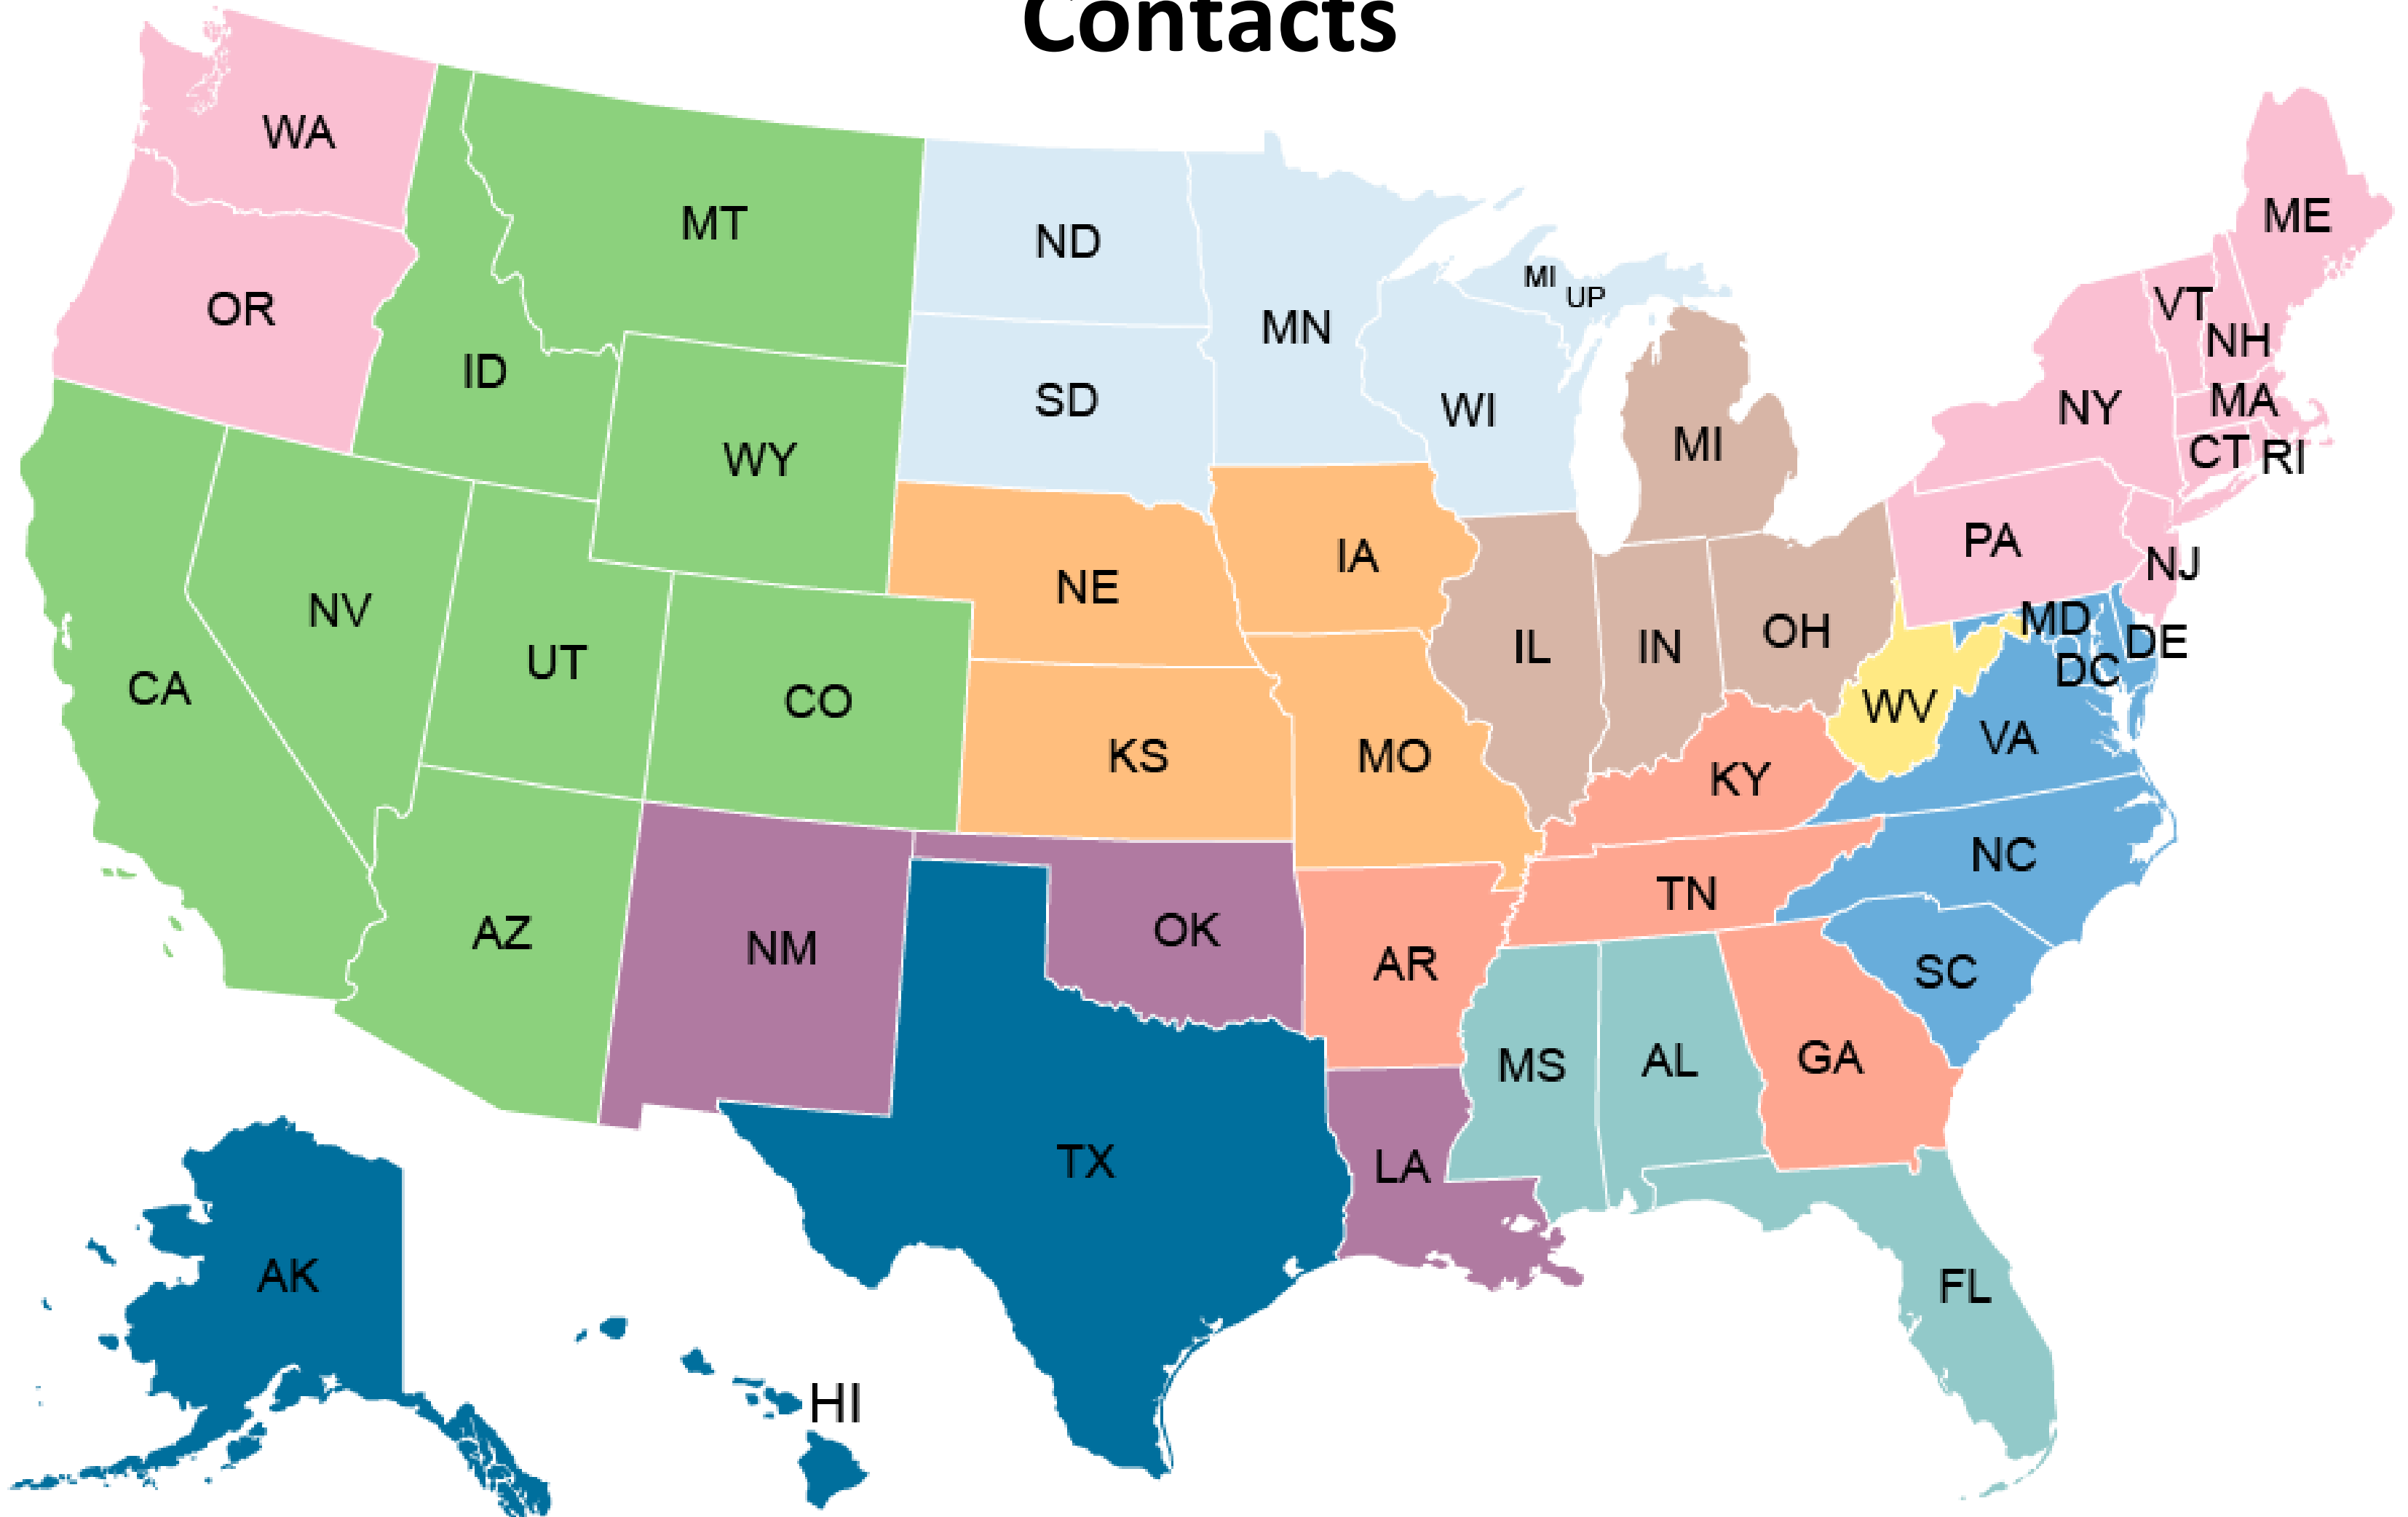 Contacts
WA
MT
ND
ME
OR
MI
UP
MN
VT
NH
ID
SD
WI
NY
MA
WY
MI
CT
RI
NE
IA
PA
NJ
NV
UT
IL
IN
OH
MD
DE
DC
CA
CO
KS
MO
KY
WV
VA
AZ
NM
OK
TN
NC
AR
SC
MS
AL
GA
TX
LA
AK
FL
HI